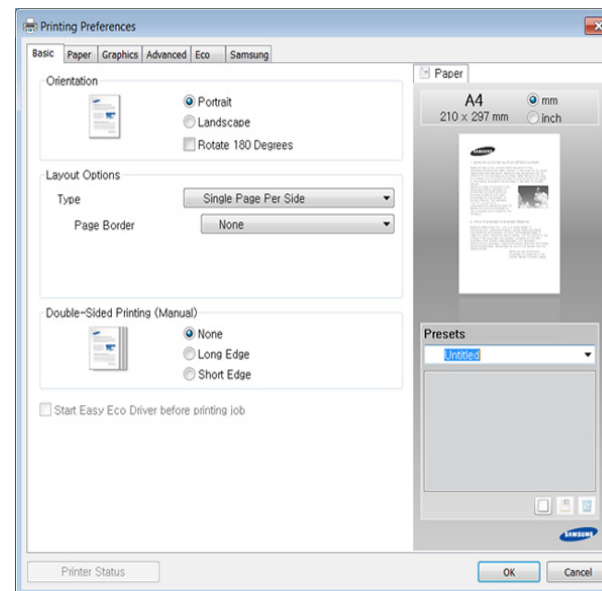 Printing Preferences
Basic Paper Graphics Advanced Eco Samsung
Orientation
Portrait
Landscape
Rotate 180 Degrees
Layout Options
Type Single Page Per Side
Page Border None
Double-Sided Printing (Manual)
None
Long Edge
Short Edge
Start Easy Eco Driver before printing job
Printer Status
Paper
A4
210 x 297 mm
mm
inch
SAMSUNG
Presets
Untitled
SAMSUNG
OK Cancel